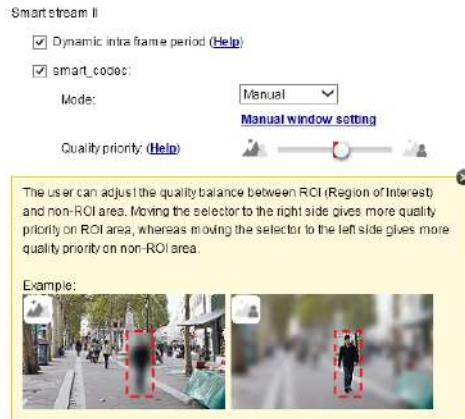 Smart stream II
Dynamic intra frame period (Help)
smart_codec:
Mode: Manual
Manual window setting
Quality priority: (Help)
The user can adjust the quality balance between ROI (Region of Interest)
and non-ROI area. Moving the selector to the right side gives more quality
priority on ROI area, whereas moving the selector to the left side gives more
quality priority on non-ROI area.
Example: